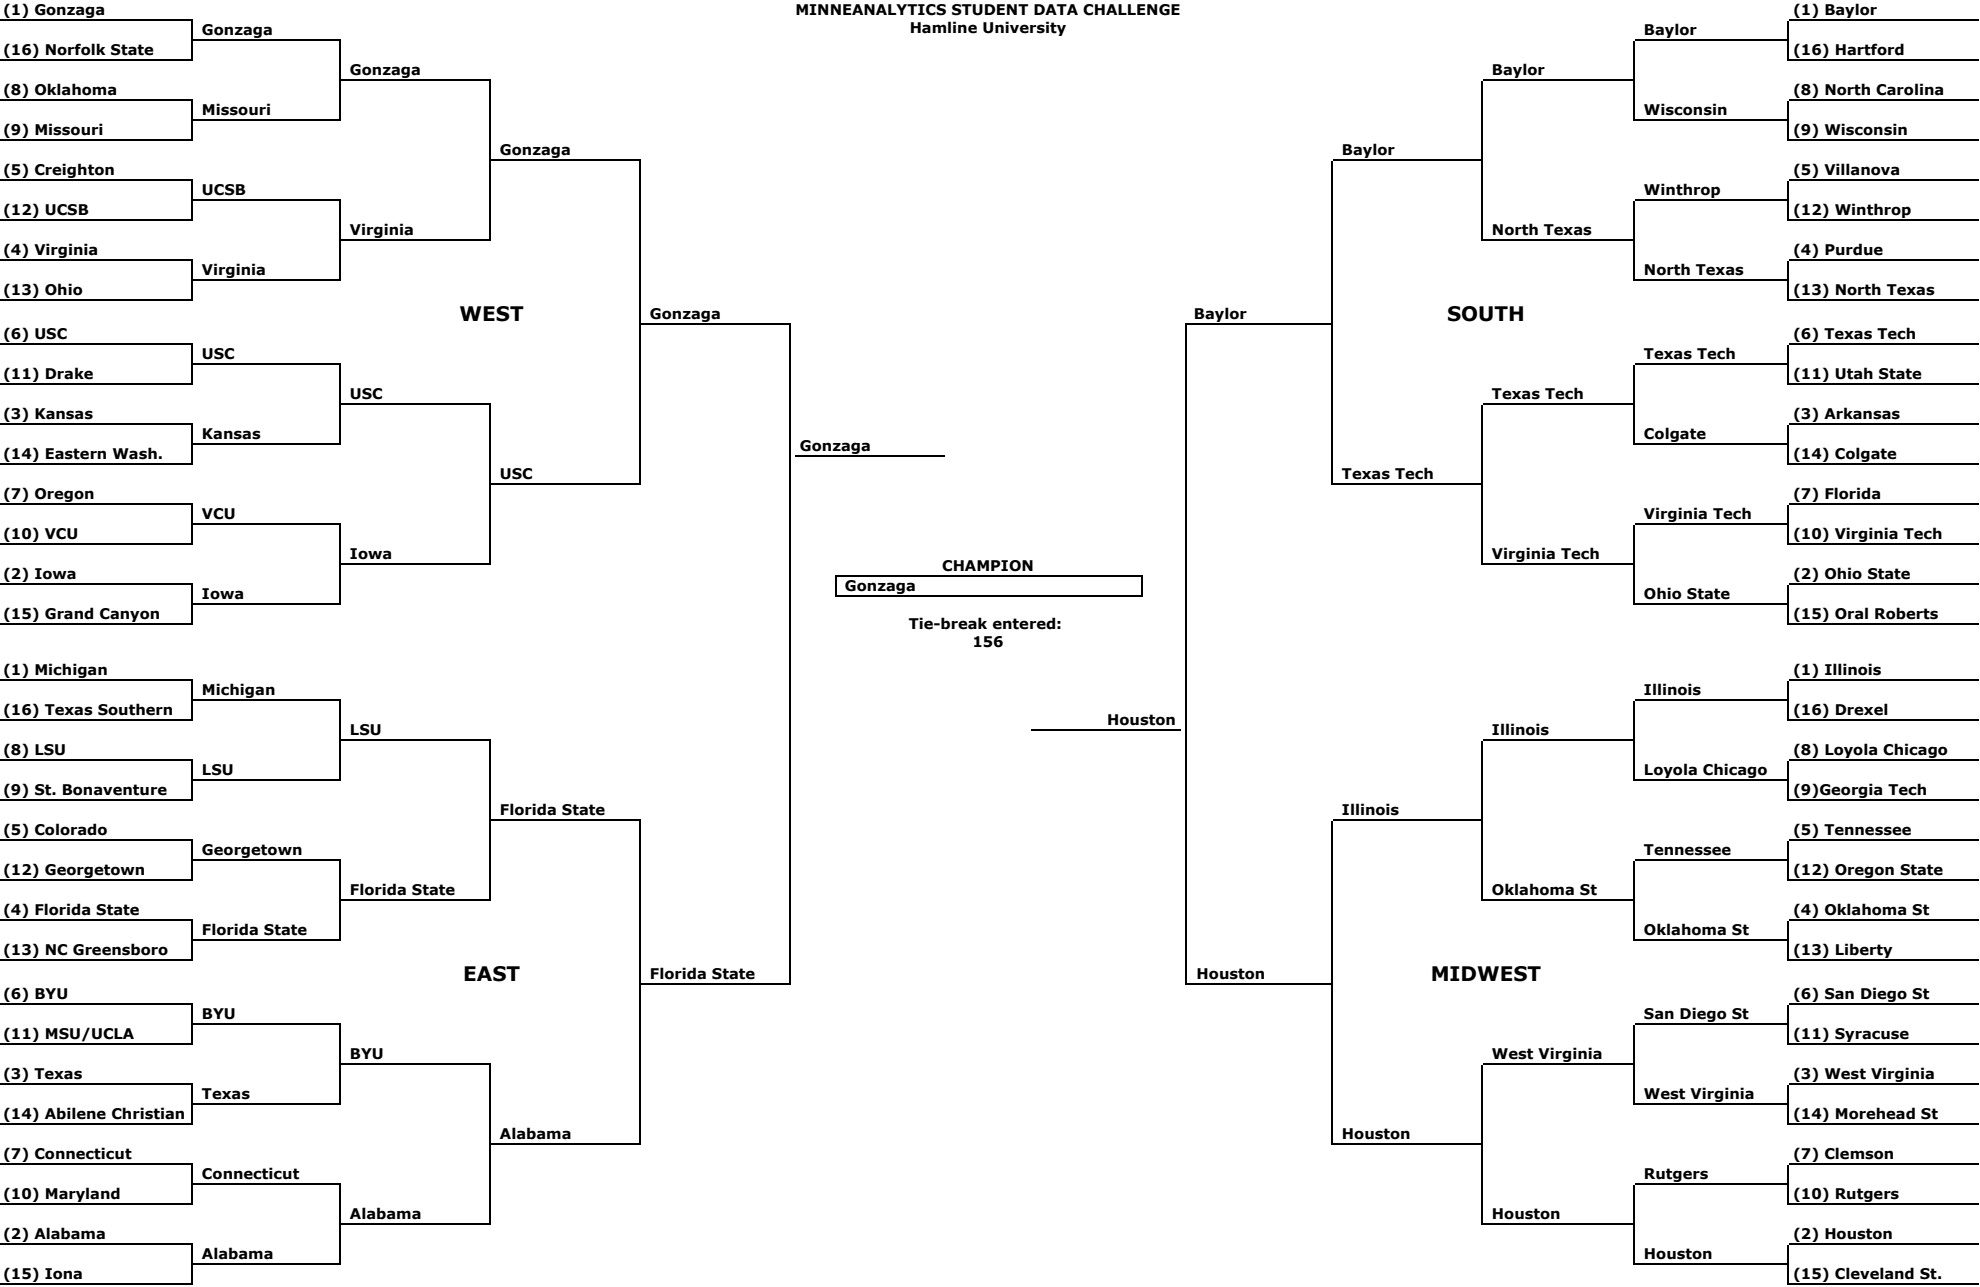 MINNEANALYTICS STUDENT DATA CHALLENGE
Hamline University
(1) Gonzaga
(16) Norfolk State
(8) Oklahoma
(9) Missouri
(5) Creighton
(12) UCSB
(4) Virginia
(13) Ohio
(6) USC
(11) Drake
(3) Kansas
(14) Eastern Wash.
(7) Oregon
(10) VCU
(2) Iowa
(15) Grand Canyon
Gonzaga
Missouri
UCSB
Virginia
USC
Kansas
VCU
Iowa
Gonzaga
Virginia
USC
Iowa
Gonzaga
USC
WEST
Gonzaga
(1) Michigan
(16) Texas Southern
(8) LSU
(9) St. Bonaventure
(5) Colorado
(12) Georgetown
(4) Florida State
(13) NC Greensboro
(6) BYU
(11) MSU/UCLA
(3) Texas
(14) Abilene Christian
(7) Connecticut
(10) Maryland
(2) Alabama
(15) Iona
Michigan
LSU
Georgetown
Florida State
BYU
Texas
Connecticut
Alabama
LSU
Florida State
BYU
Alabama
Florida State
Alabama
EAST
Florida State
Gonzaga
CHAMPION
Gonzaga
Tie-break entered:
156
Houston
Baylor
SOUTH
Baylor
Texas Tech
Baylor
North Texas
Texas Tech
Virginia Tech
Baylor
Wisconsin
Winthrop
North Texas
Texas Tech
Colgate
Virginia Tech
Ohio State
(1) Baylor
(16) Hartford
(8) North Carolina
(9) Wisconsin
(5) Villanova
(12) Winthrop
(4) Purdue
(13) North Texas
(6) Texas Tech
(11) Utah State
(3) Arkansas
(14) Colgate
(7) Florida
(10) Virginia Tech
(2) Ohio State
(15) Oral Roberts
Houston
MIDWEST
Illinois
Houston
Illinois
Oklahoma St
West Virginia
Houston
Illinois
Loyola Chicago
Tennessee
Oklahoma St
San Diego St
West Virginia
Rutgers
Houston
(1) Illinois
(16) Drexel
(8) Loyola Chicago
(9)Georgia Tech
(5) Tennessee
(12) Oregon State
(4) Oklahoma St
(13) Liberty
(6) San Diego St
(11) Syracuse
(3) West Virginia
(14) Morehead St
(7) Clemson
(10) Rutgers
(2) Houston
(15) Cleveland St.